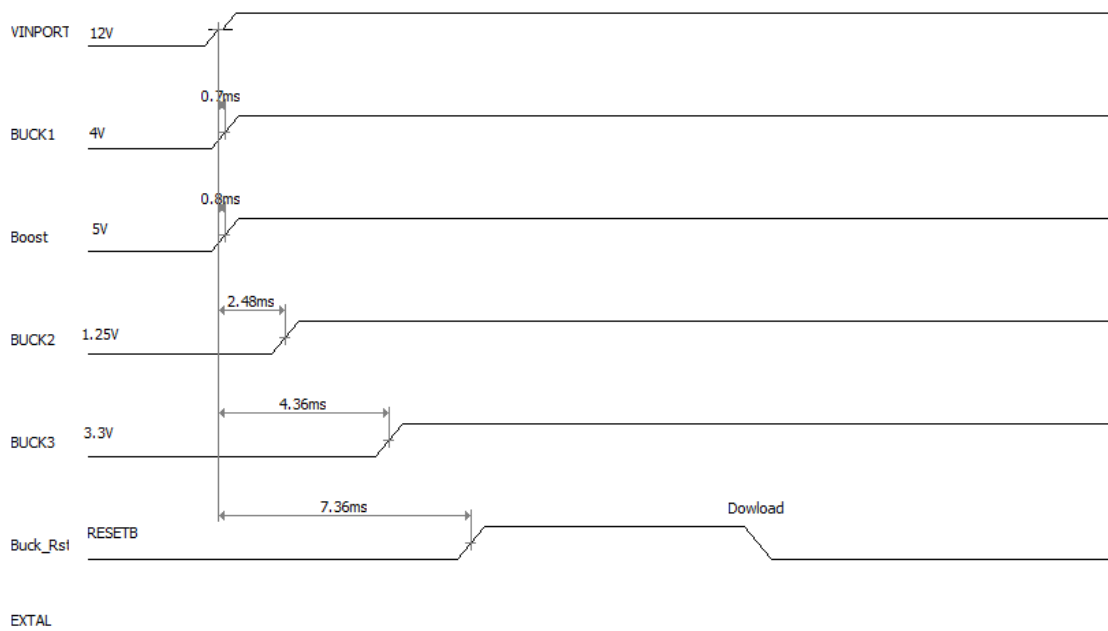 VINPORT 12V
0.7ms
BUCK1 4V
0.8ms
Boost 5V
2.48ms
BUCK2 1.25V
4.36ms
BUCK3 3.3V
7.36ms Dowload
Buck_Rst RESETB
EXTAL